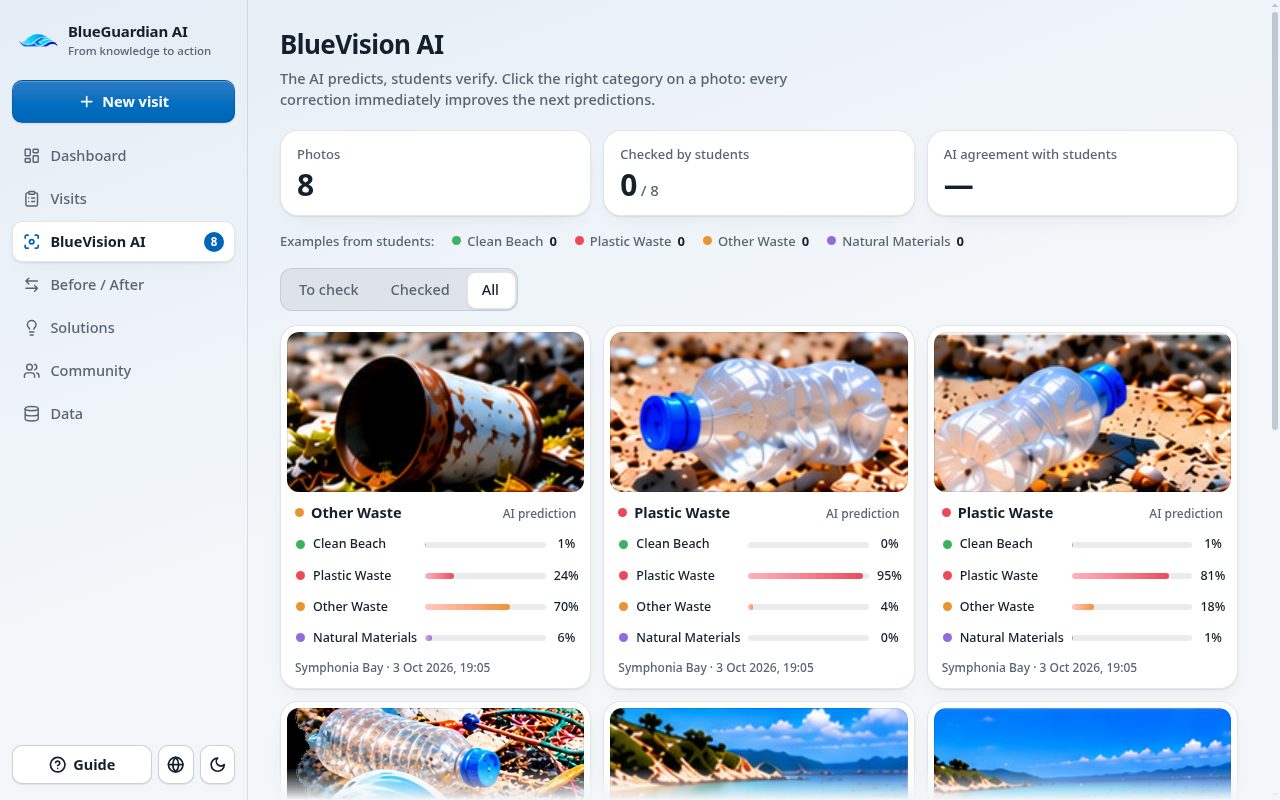 BlueGuardian AI
From knowledge to action
New visit
Dashboard
Visits
BlueVision AI 8
Before / After
Solutions
Community
Data
Guide
BlueVision AI
The AI predicts, students verify. Click the right category on a photo: every
correction immediately improves the next predictions.
Photos
8
Checked by students
0 / 8
AI agreement with students
—
Examples from students: Clean Beach 0 Plastic Waste 0 Other Waste 0 Natural Materials 0
To check Checked All
Other Waste AI prediction
Clean Beach 1%
Plastic Waste 24%
Other Waste 70%
Natural Materials 6%
Symphonia Bay · 3 Oct 2026, 19:05
Plastic Waste AI prediction
Clean Beach 0%
Plastic Waste 95%
Other Waste 4%
Natural Materials 0%
Symphonia Bay · 3 Oct 2026, 19:05
Plastic Waste AI prediction
Clean Beach 1%
Plastic Waste 81%
Other Waste 18%
Natural Materials 1%
Symphonia Bay · 3 Oct 2026, 19:05